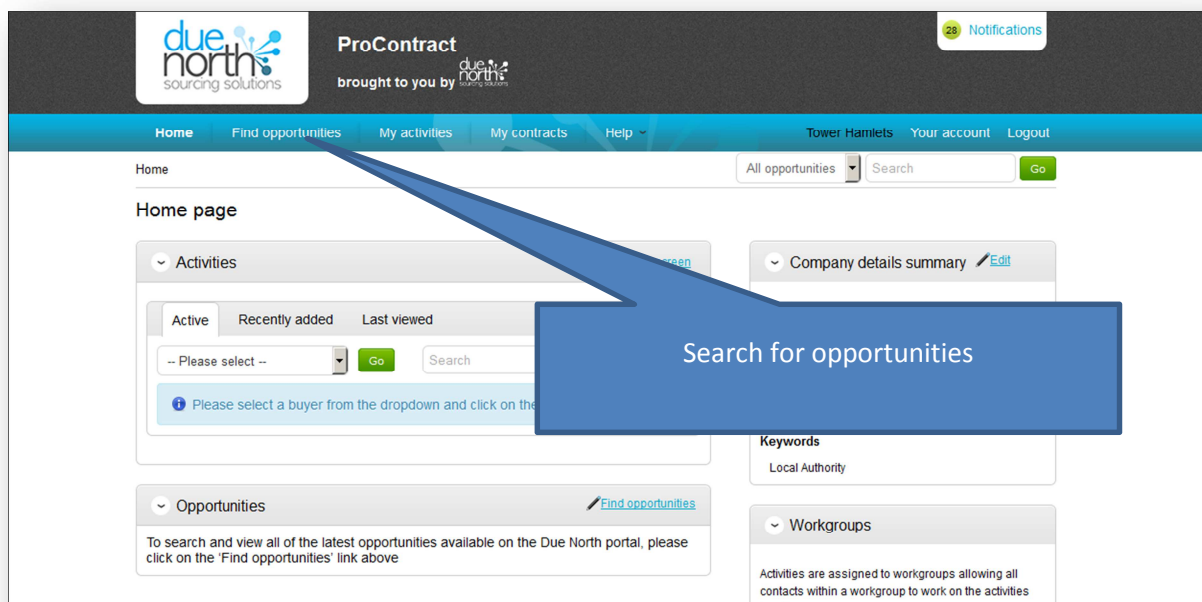 due
north
sourcing solutions
ProContract
brought to you by due north sourcing solutions
28 Notifications
Home Find opportunities My activities My contracts Help
Tower Hamlets Your account Logout
Home
All opportunities Search Go
Home page
Activities
Company details summary Edit
Active Recently added Last viewed
-- Please select -- Go Search
Search for opportunities
Please select a buyer from the dropdown and click on the
Keywords
Local Authority
Opportunities Find opportunities
To search and view all of the latest opportunities available on the Due North portal, please
click on the 'Find opportunities' link above
Workgroups
Activities are assigned to workgroups allowing all
contacts within a workgroup to work on the activities